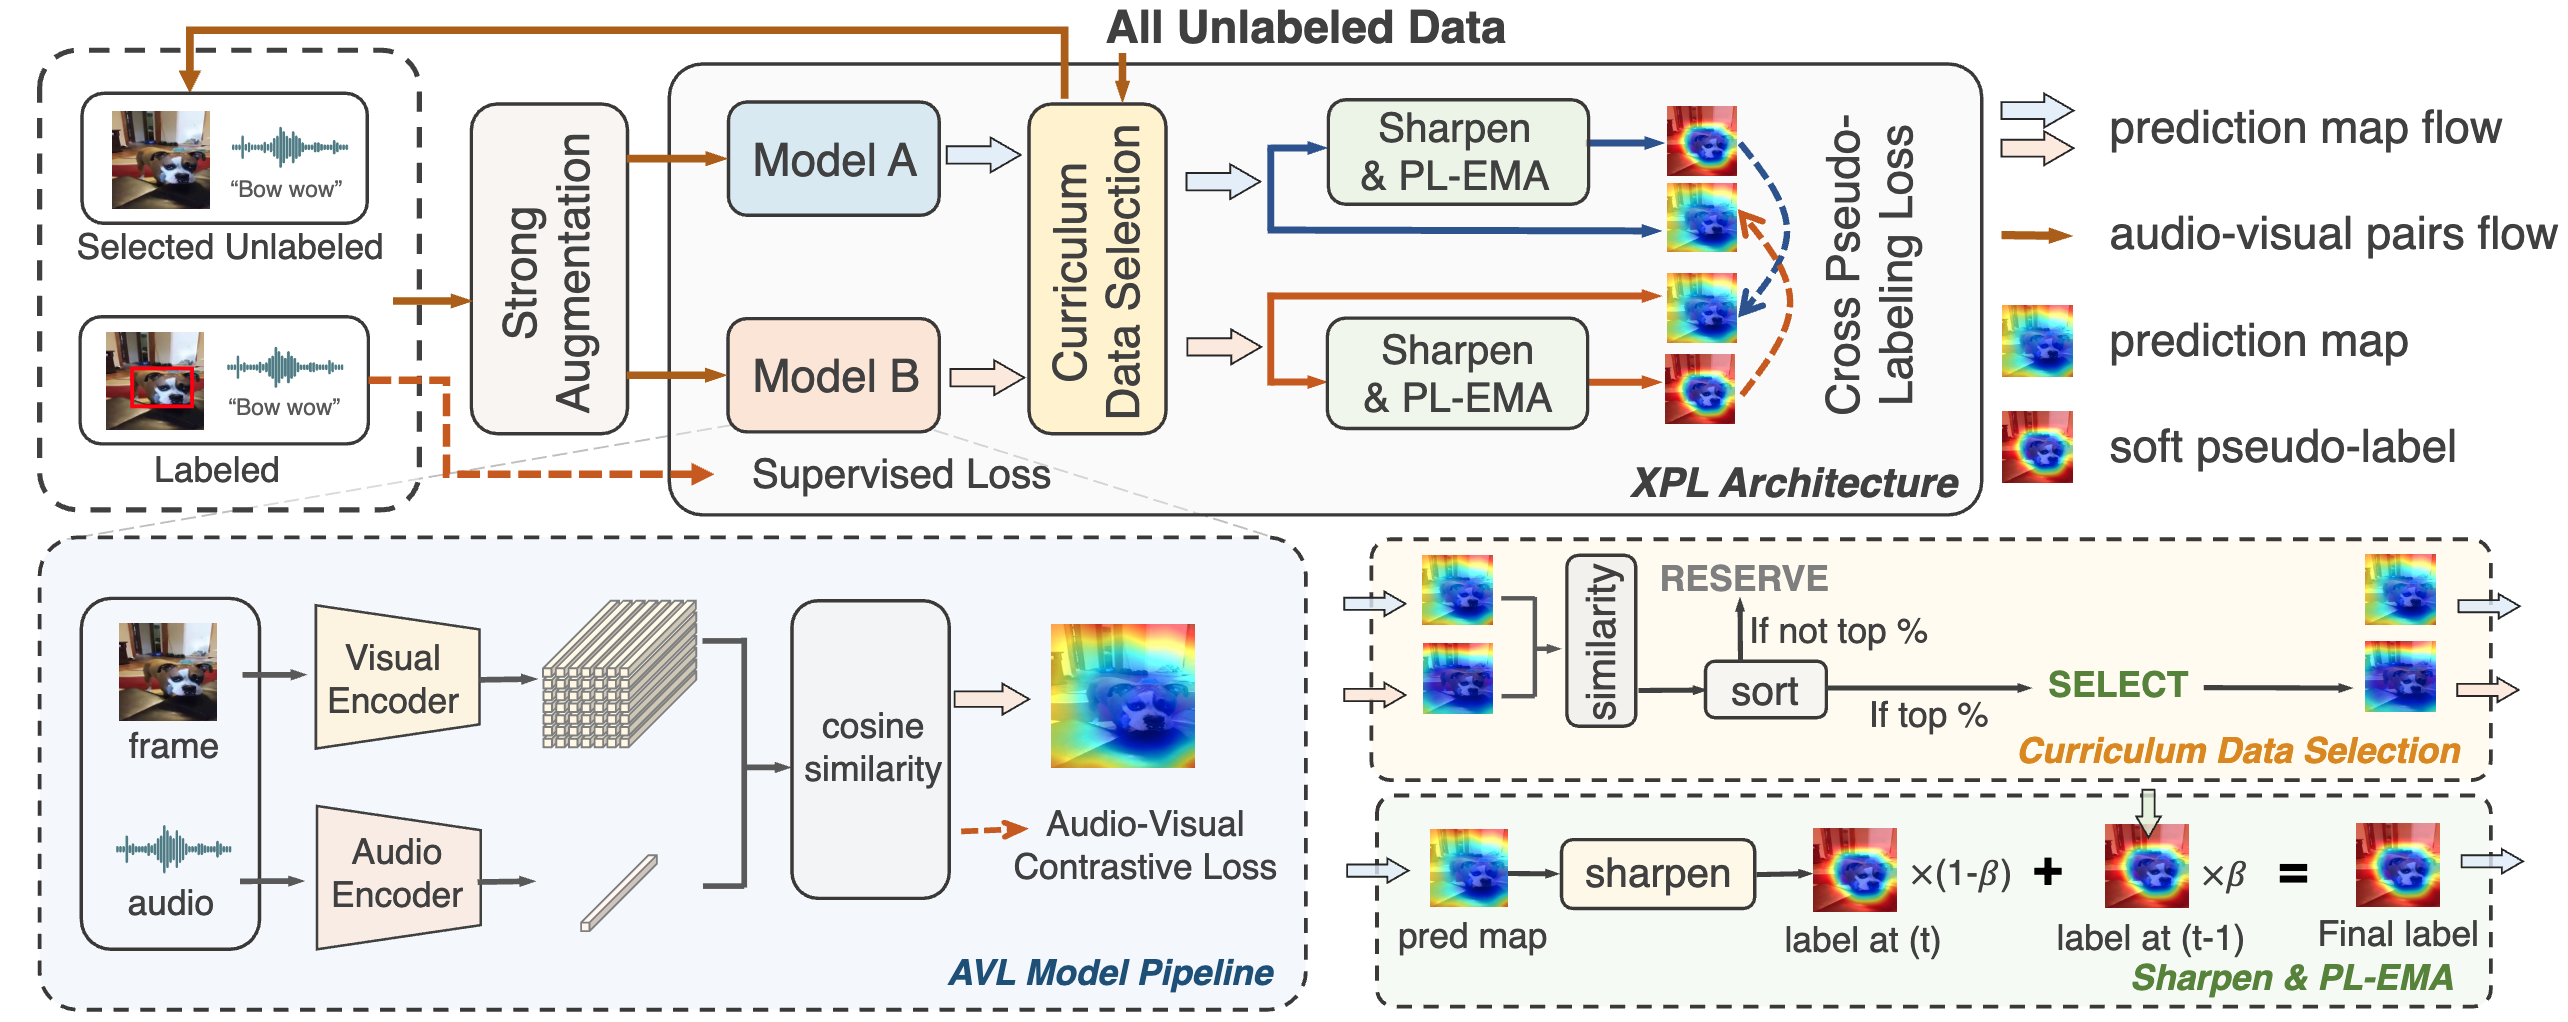 All Unlabeled Data
“Bow wow”
Selected Unlabeled
“Bow wow”
Labeled
Strong
Augmentation
Model A
Model B
Supervised Loss
Curriculum
Data Selection
Sharpen
& PL-EMA
Sharpen
& PL-EMA
Cross Pseudo-
Labeling Loss
XPL Architecture
prediction map flow
audio-visual pairs flow
prediction map
soft pseudo-label
frame
audio
Visual
Encoder
Audio
Encoder
cosine
similarity
Audio-Visual
Contrastive Loss
AVL Model Pipeline
similarity
RESERVE
If not top %
sort
If top %
SELECT
Curriculum Data Selection
pred map
sharpen
label at (t)
×(1-β)
+
label at (t-1)
×β
=
Final label
Sharpen & PL-EMA